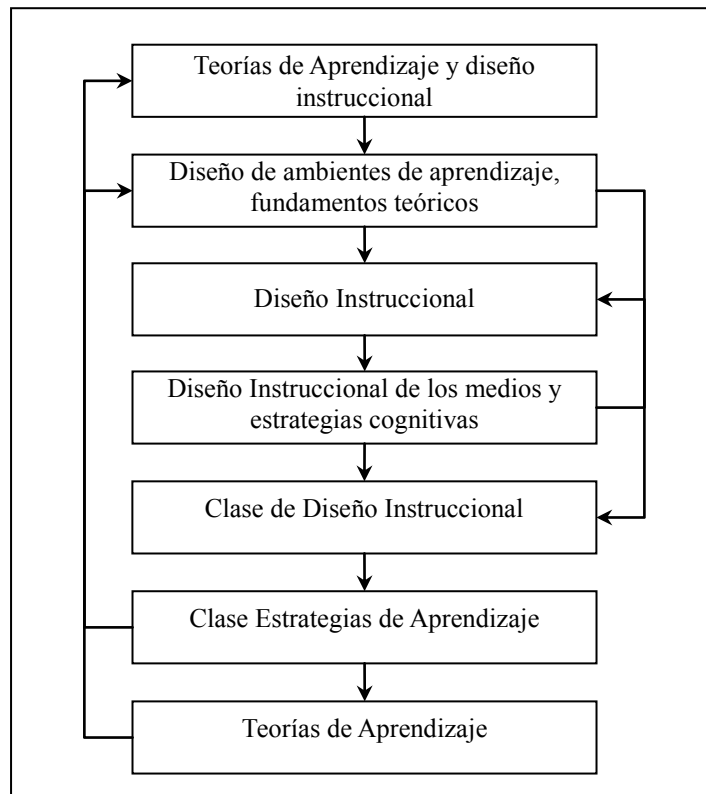 Teorías de Aprendizaje y diseño
instruccional
Diseño de ambientes de aprendizaje,
fundamentos teóricos
Diseño Instruccional
Diseño Instruccional de los medios y
estrategias cognitivas
Clase de Diseño Instruccional
Clase Estrategias de Aprendizaje
Teorías de Aprendizaje